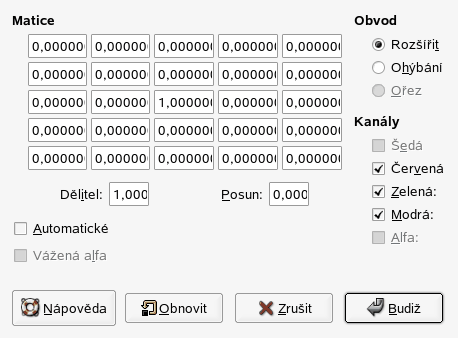 Matice
0,00000 0,00000 0,00000 0,00000 0,00000
0,00000 0,00000 0,00000 0,00000 0,00000
0,00000 0,00000 1,00000 0,00000 0,00000
0,00000 0,00000 0,00000 0,00000 0,00000
0,00000 0,00000 0,00000 0,00000 0,00000
Dělitel: 1,000 Posun: 0,000
Automatické
Vážená alfa
Obvod
Rozšířit
Ohýbání
Ořez
Kanály
Šedá
Červená
Zelená:
Modrá:
Alfa:
Nápověda Obnovit Zrušit Budiž